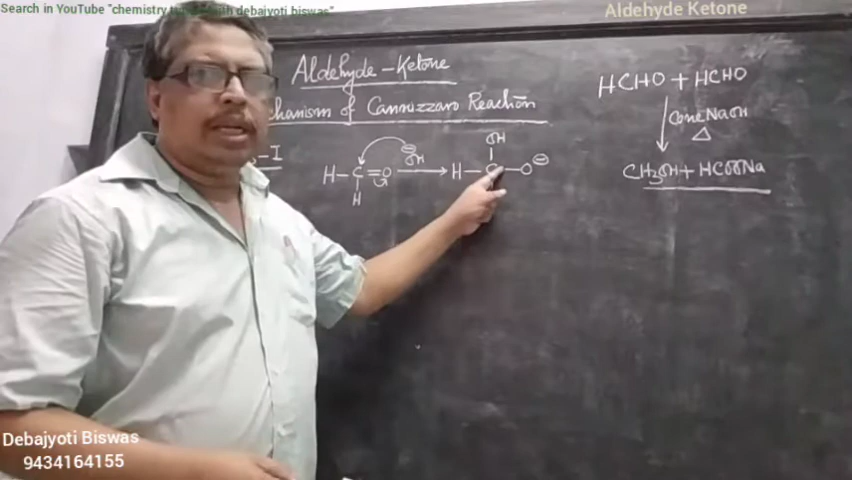 Search in YouTube "chemistry
debajyoti biswas"
Aldehyde Ketone
Aldehyde - Ketone
Mechanism of Cannizzaro Reaction
- I
OH
⊖
OH
H - C = O → H - C - O ⊖
H
HCHO + HCHO
Conc NaOH
△
CH3OH + HCOONa
Debajyoti Biswas
9434164155